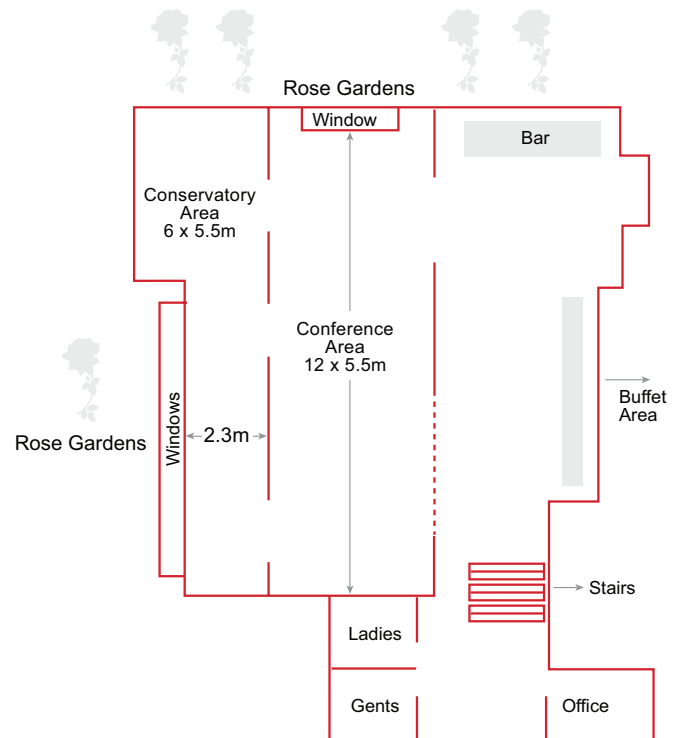 Rose Gardens
Window
Bar
Conservatory
Area
6 x 5.5m
Conference
Area
12 x 5.5m
Buffet
Area
Rose Gardens
Windows
2.3m
Stairs
Ladies
Gents
Office